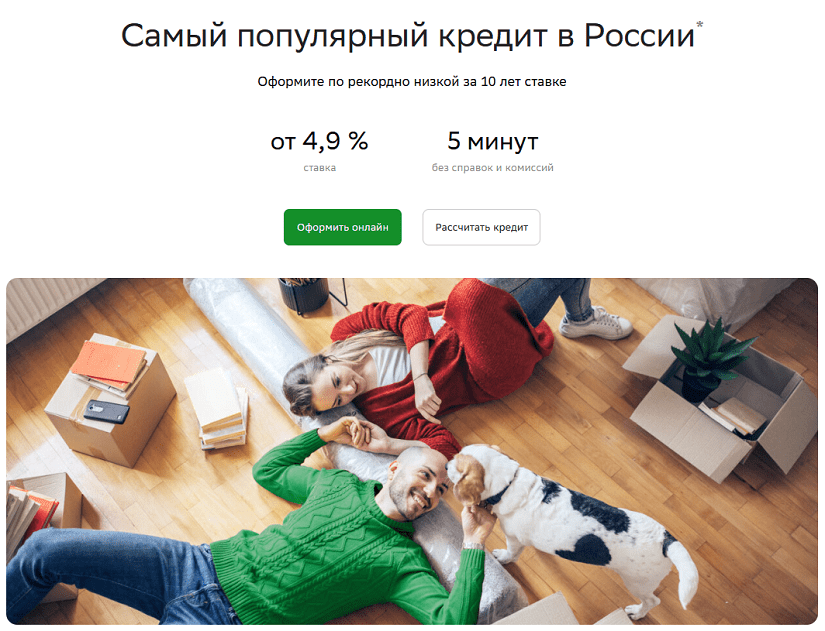 Самый популярный кредит в России*
Оформите по рекордно низкой за 10 лет ставке
от 4,9 %
ставка
5 минут
без справок и комиссий
Оформить онлайн
Рассчитать кредит